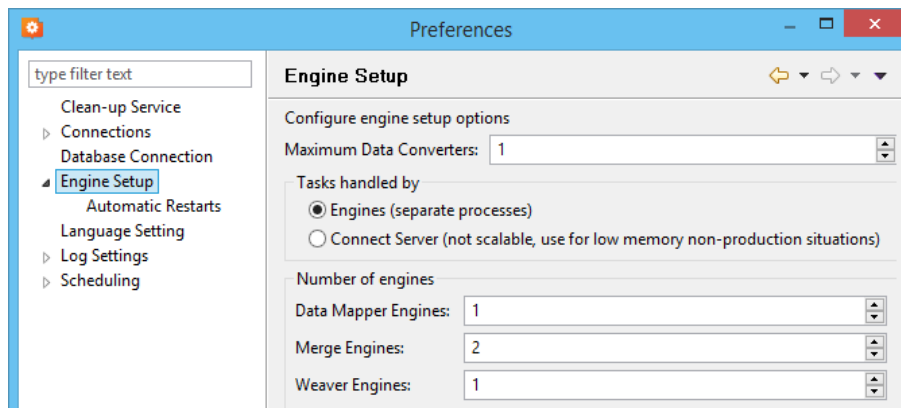 Preferences
type filter text
Clean-up Service
Connections
Database Connection
Engine Setup
Automatic Restarts
Language Setting
Log Settings
Scheduling
Engine Setup
Configure engine setup options
Maximum Data Converters: 1
Tasks handled by
Engines (separate processes)
Connect Server (not scalable, use for low memory non-production situations)
Number of engines
Data Mapper Engines: 1
Merge Engines: 2
Weaver Engines: 1